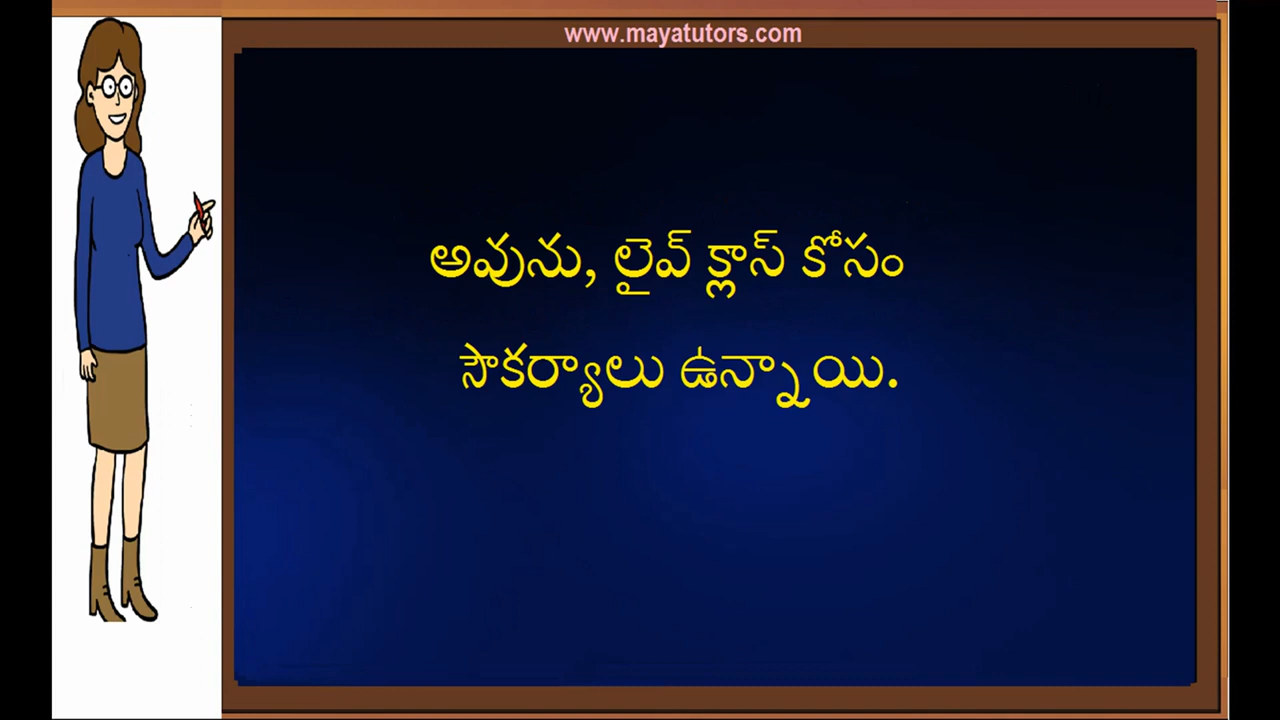 www.mayatutors.com
అవును, లైవ్ క్లాస్ కోసం
సౌకర్యాలు ఉన్నాయి.